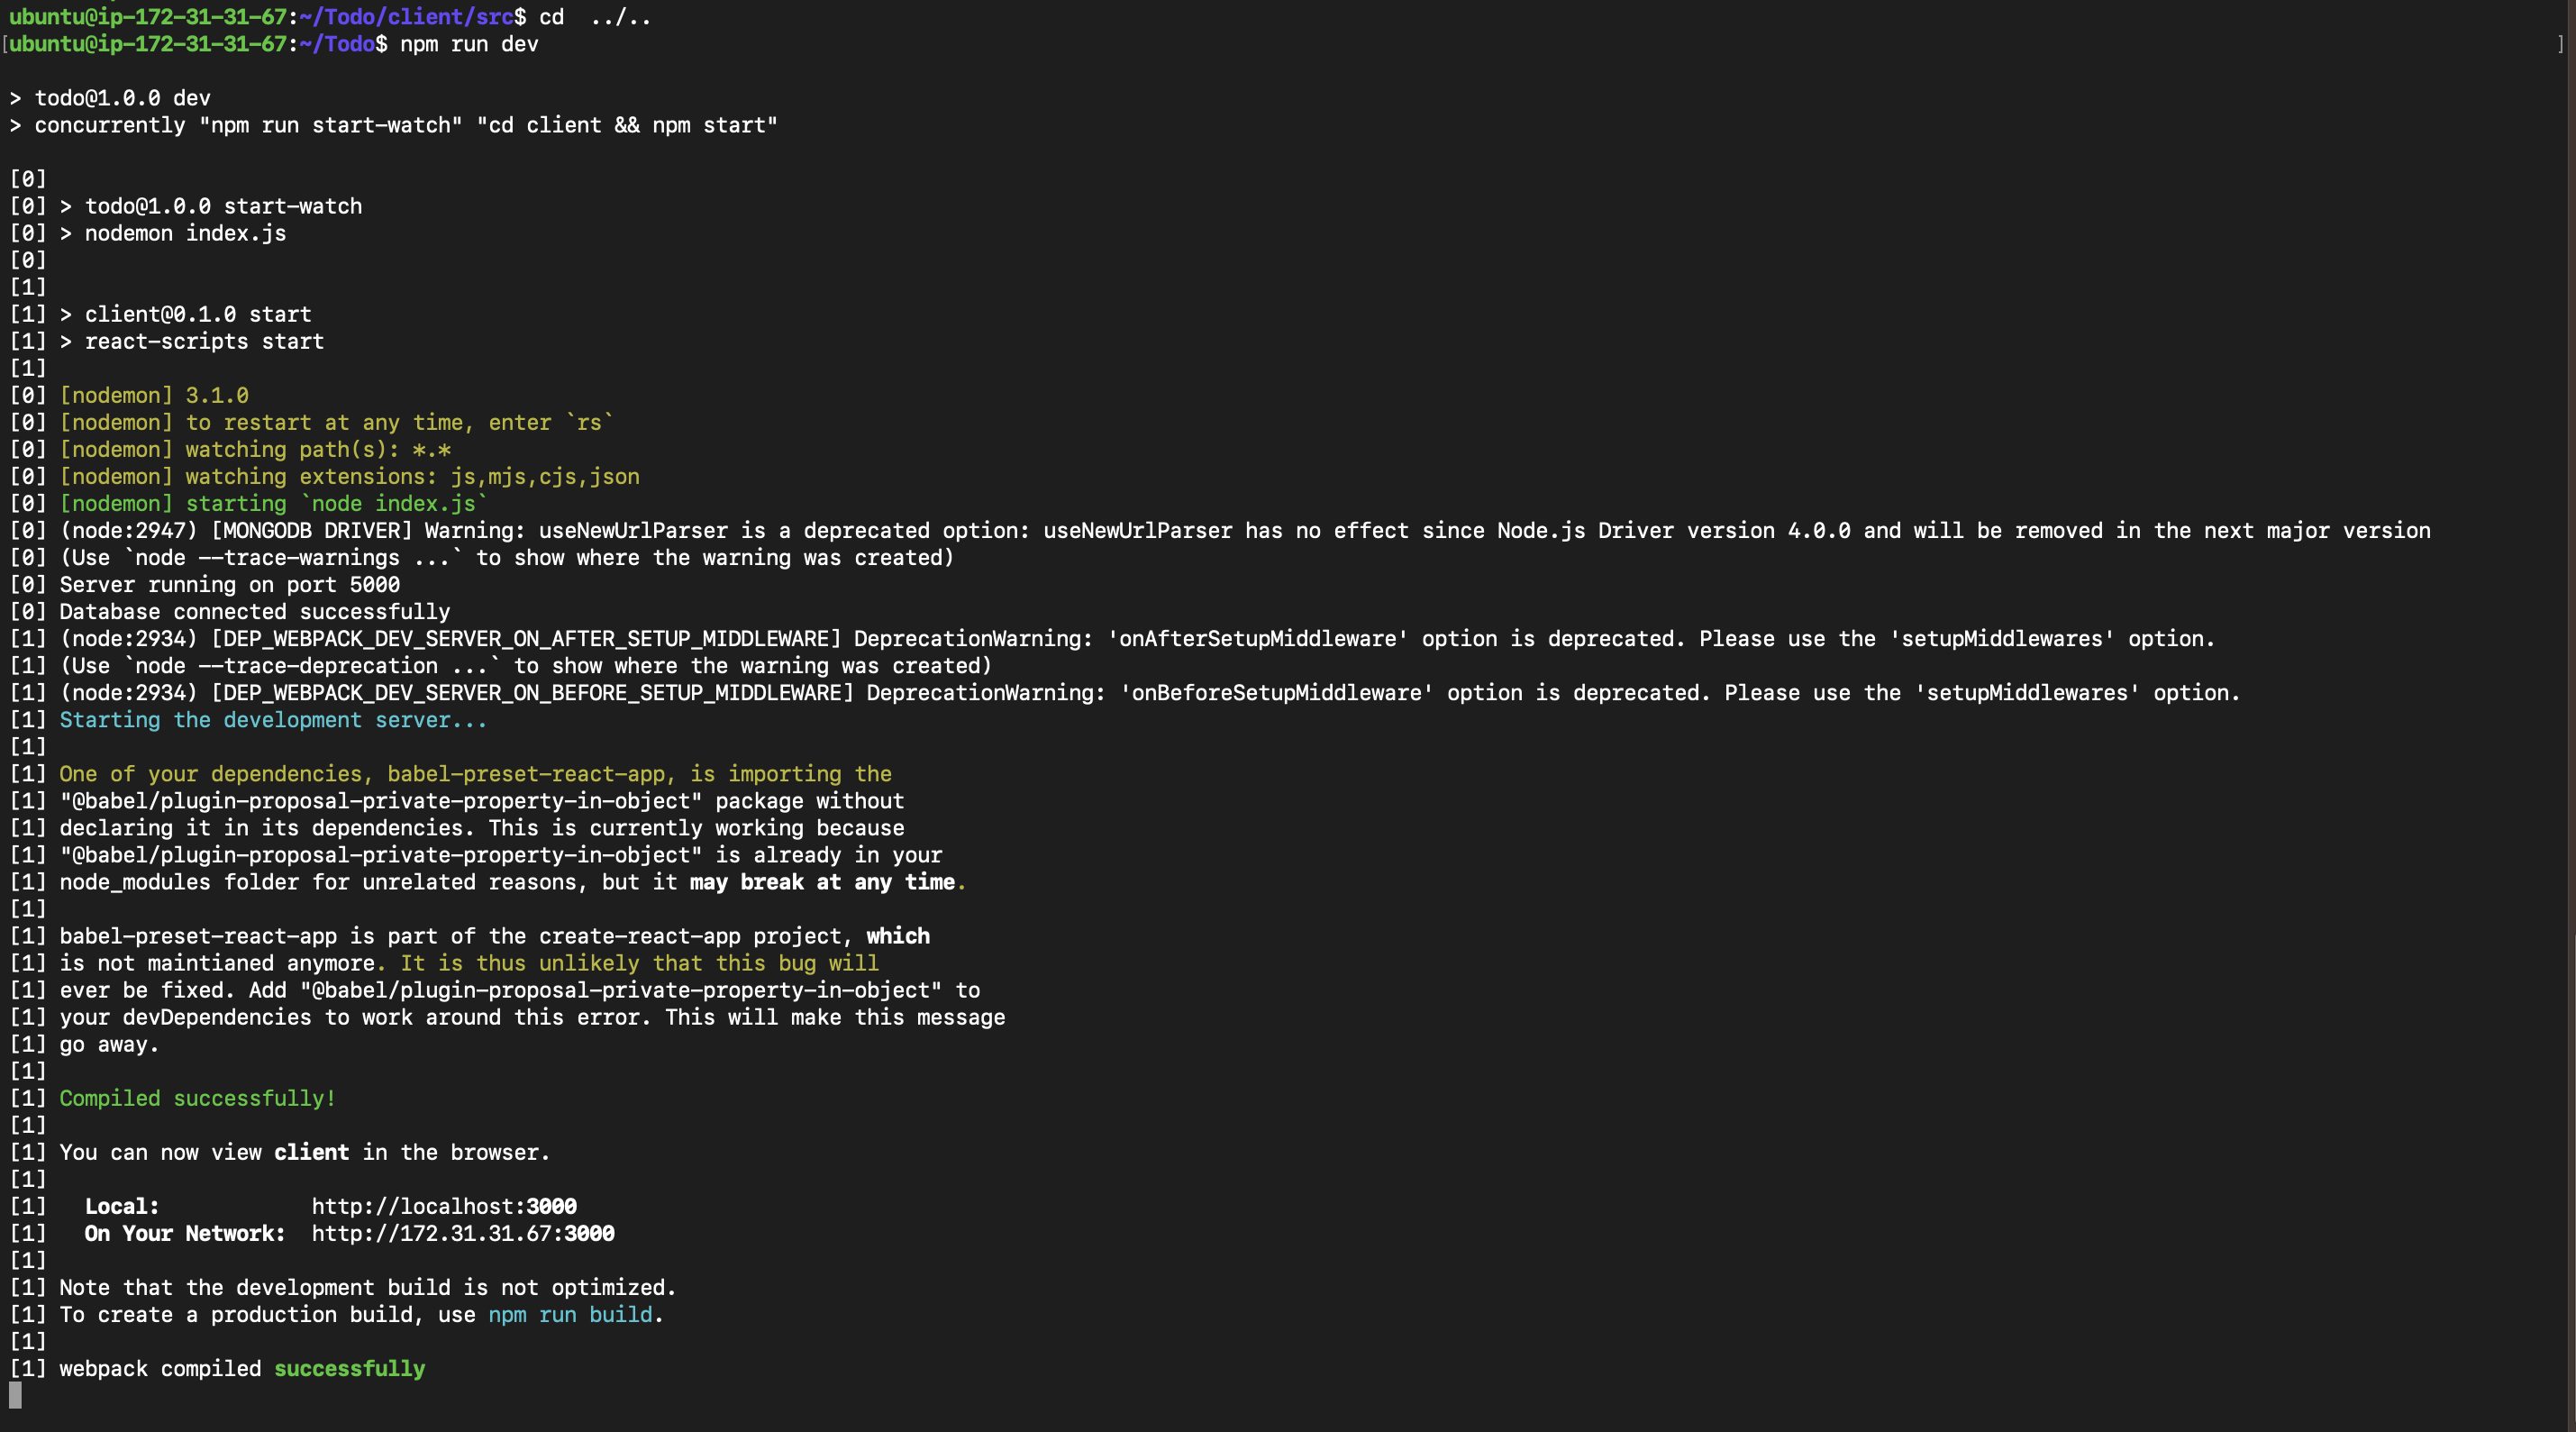 ubuntu@ip-172-31-31-67:~/Todo/client/src$ cd  ../..
[ubuntu@ip-172-31-31-67:~/Todo$ npm run dev ]
> todo@1.0.0 dev
> concurrently "npm run start-watch" "cd client && npm start"
[0]
[0] > todo@1.0.0 start-watch
[0] > nodemon index.js
[0]
[1]
[1] > client@0.1.0 start
[1] > react-scripts start
[1]
[0] [nodemon] 3.1.0
[0] [nodemon] to restart at any time, enter `rs`
[0] [nodemon] watching path(s): *.*
[0] [nodemon] watching extensions: js,mjs,cjs,json
[0] [nodemon] starting `node index.js`
[0] (node:2947) [MONGODB DRIVER] Warning: useNewUrlParser is a deprecated option: useNewUrlParser has no effect since Node.js Driver version 4.0.0 and will be removed in the next major version
[0] (Use `node --trace-warnings ...` to show where the warning was created)
[0] Server running on port 5000
[0] Database connected successfully
[1] (node:2934) [DEP_WEBPACK_DEV_SERVER_ON_AFTER_SETUP_MIDDLEWARE] DeprecationWarning: 'onAfterSetupMiddleware' option is deprecated. Please use the 'setupMiddlewares' option.
[1] (Use `node --trace-deprecation ...` to show where the warning was created)
[1] (node:2934) [DEP_WEBPACK_DEV_SERVER_ON_BEFORE_SETUP_MIDDLEWARE] DeprecationWarning: 'onBeforeSetupMiddleware' option is deprecated. Please use the 'setupMiddlewares' option.
[1] Starting the development server...
[1]
[1] One of your dependencies, babel-preset-react-app, is importing the
[1] "@babel/plugin-proposal-private-property-in-object" package without
[1] declaring it in its dependencies. This is currently working because
[1] "@babel/plugin-proposal-private-property-in-object" is already in your
[1] node_modules folder for unrelated reasons, but it may break at any time.
[1]
[1] babel-preset-react-app is part of the create-react-app project, which
[1] is not maintianed anymore. It is thus unlikely that this bug will
[1] ever be fixed. Add "@babel/plugin-proposal-private-property-in-object" to
[1] your devDependencies to work around this error. This will make this message
[1] go away.
[1]
[1] Compiled successfully!
[1]
[1] You can now view client in the browser.
[1]
[1]   Local:            http://localhost:3000
[1]   On Your Network:  http://172.31.31.67:3000
[1]
[1] Note that the development build is not optimized.
[1] To create a production build, use npm run build.
[1]
[1] webpack compiled successfully